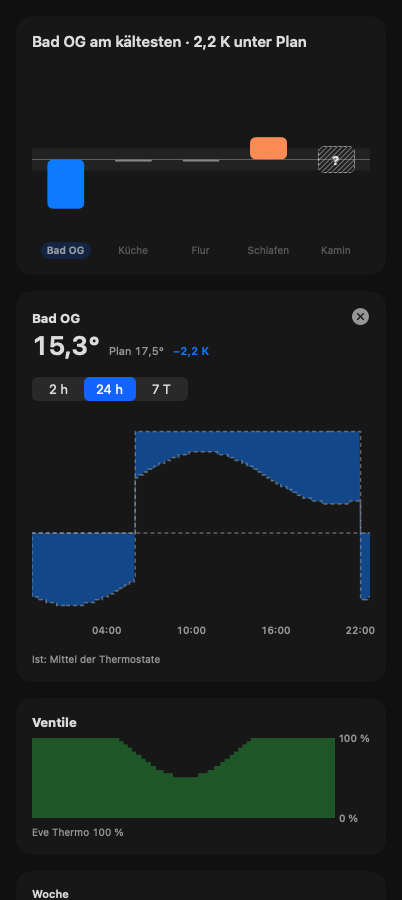 Bad OG am kältesten · 2,2 K unter Plan
?
Bad OG Küche Flur Schlafen Kamin
Bad OG
15,3° Plan 17,5° −2,2 K
2 h 24 h 7 T
04:00 10:00 16:00 22:00
Ist: Mittel der Thermostate
Ventile
100 %
0 %
Eve Thermo 100 %
Woche